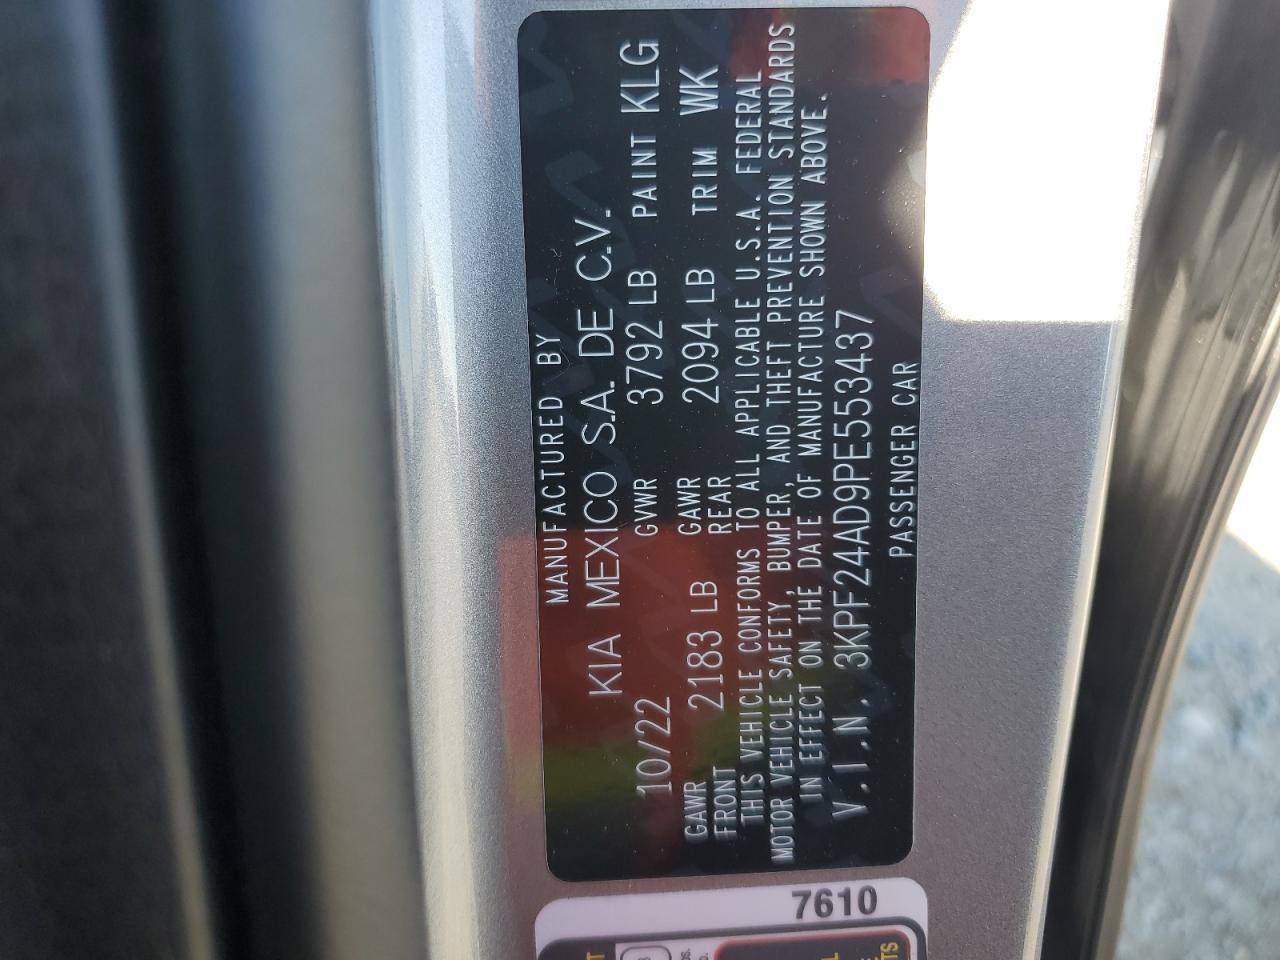 MANUFACTURED BY
KIA MEXICO S.A. DE C.V.
10/22 GVWR 3792 LB PAINT KLG
GAWR FRONT 2183 LB GAWR REAR 2094 LB TRIM WK
THIS VEHICLE CONFORMS TO ALL APPLICABLE U.S.A. FEDERAL
MOTOR VEHICLE SAFETY, BUMPER, AND THEFT PREVENTION STANDARDS
IN EFFECT ON THE DATE OF MANUFACTURE SHOWN ABOVE.
V.I.N. 3KPF24AD9PE553437
PASSENGER CAR
7610